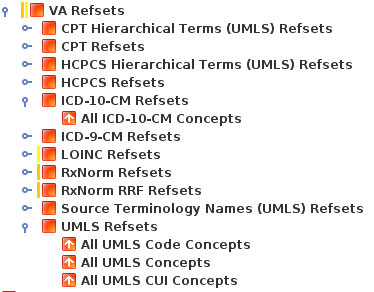 VA Refsets
CPT Hierarchical Terms (UMLS) Refsets
CPT Refsets
HCPCS Hierarchical Terms (UMLS) Refsets
HCPCS Refsets
ICD-10-CM Refsets
All ICD-10-CM Concepts
ICD-9-CM Refsets
LOINC Refsets
RxNorm Refsets
RxNorm RRF Refsets
Source Terminology Names (UMLS) Refsets
UMLS Refsets
All UMLS Code Concepts
All UMLS Concepts
All UMLS CUI Concepts